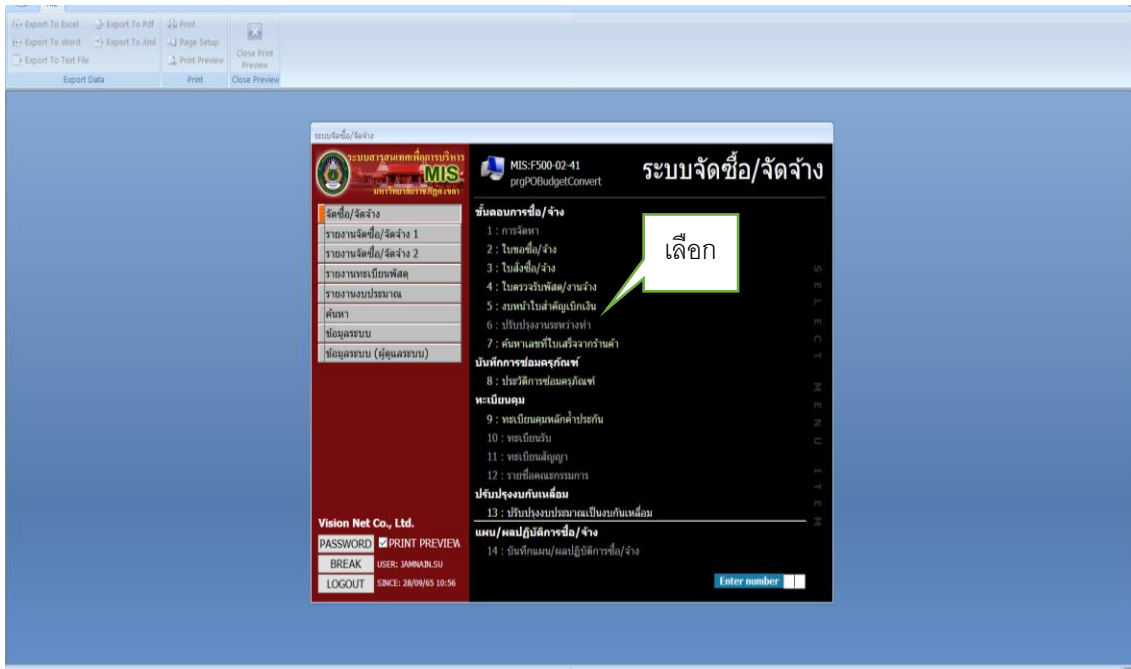 Export To Excel Export To Pdf Print
Export To Word Export To Xml Page Setup
Export To Text File Print Preview
Close Print Preview
Export Data Print Close Preview
ระบบจัดซื้อ/จัดจ้าง
ระบบสารสนเทศเพื่อการบริหาร
MIS
MIS:F500-02-41
prgPOBudgetConvert
ระบบจัดซื้อ/จัดจ้าง
จัดซื้อ/จัดจ้าง
รายงานจัดซื้อ/จัดจ้าง 1
รายงานจัดซื้อ/จัดจ้าง 2
รายงานทะเบียนพัสดุ
รายงานงบประมาณ
ค้นหา
ข้อมูลระบบ
ข้อมูลระบบ (ผู้ดูแลระบบ)
ขั้นตอนการซื้อ/จ้าง
1 : การจัดหา
2 : ใบขอซื้อ/จ้าง
3 : ใบสั่งซื้อ/จ้าง
4 : ใบตรวจรับพัสดุ/งานจ้าง
5 : งบหน้าใบสำคัญเบิกเงิน
6 : ปรับปรุงงานระหว่างทำ
7 : ค้นหาเลขที่ใบเสร็จจากร้านค้า
บันทึกการซ่อมครุภัณฑ์
8 : ประวัติการซ่อมครุภัณฑ์
ทะเบียนคุม
9 : ทะเบียนคุมหลักค้ำประกัน
10 : ทะเบียนรับ
11 : ทะเบียนสัญญา
12 : รายชื่อคณะกรรมการ
ปรับปรุงงบกันเหลื่อม
13 : ปรับปรุงงบประมาณเป็นงบกันเหลื่อม
แผน/ผลปฏิบัติการซื้อ/จ้าง
14 : บันทึกแผน/ผลปฏิบัติการซื้อ/จ้าง
เลือก
SELECT MENU ITEM
Vision Net Co., Ltd.
PASSWORD PRINT PREVIEW
BREAK USER: JAMNAIN.SU
LOGOUT SINCE: 28/09/65 10:56
Enter number